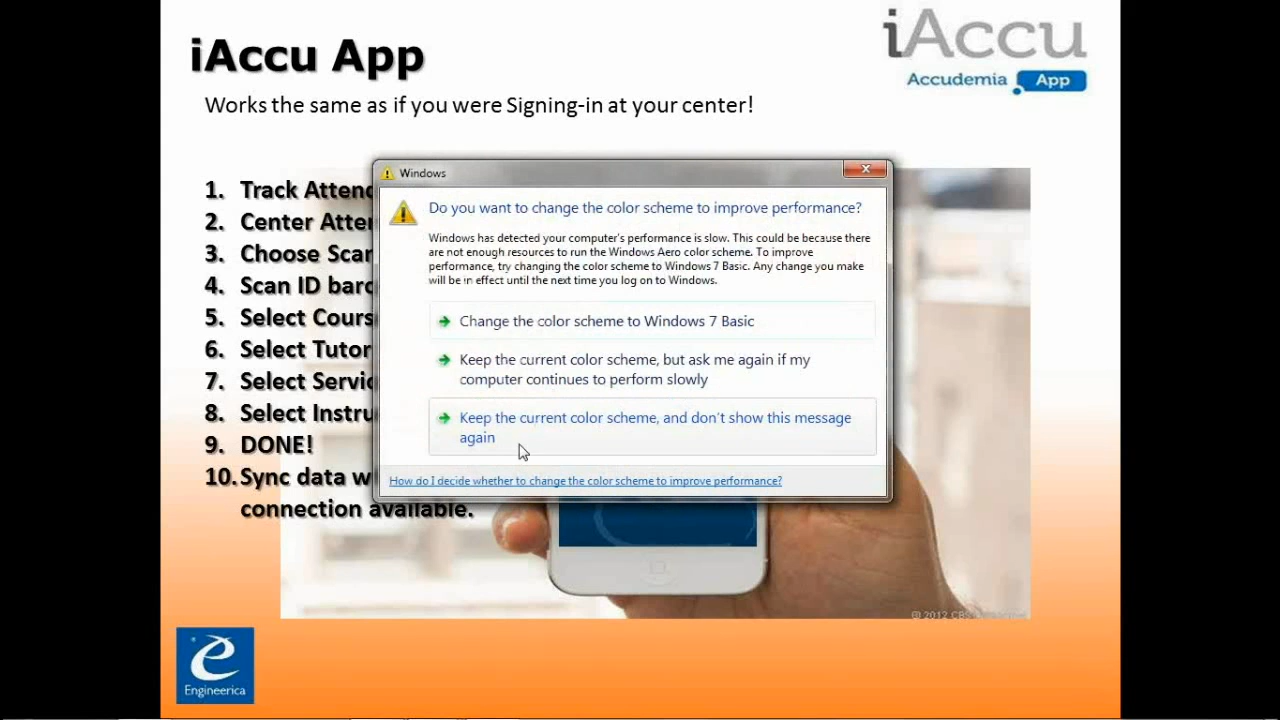 iAccu App
iAccu
Accudemia App
Works the same as if you were Signing-in at your center!
1. Track
2. Center
3. Choose
4. Scan ID
5. Select
6. Select Tutor
7. Select
8. Select
9. DONE!
10. Sync data
connection available.
Windows
Do you want to change the color scheme to improve performance?
Windows has detected your computer's performance is slow. This could be because there
are not enough resources to run the Windows Aero color scheme. To improve
performance, try changing the color scheme to Windows 7 Basic. Any change you make
will be in effect until the next time you log on to Windows.
Change the color scheme to Windows 7 Basic
Keep the current color scheme, but ask me again if my
computer continues to perform slowly
Keep the current color scheme, and don't show this message
again
How do I decide whether to change the color scheme to improve performance?
© 2012
e
Engineerica